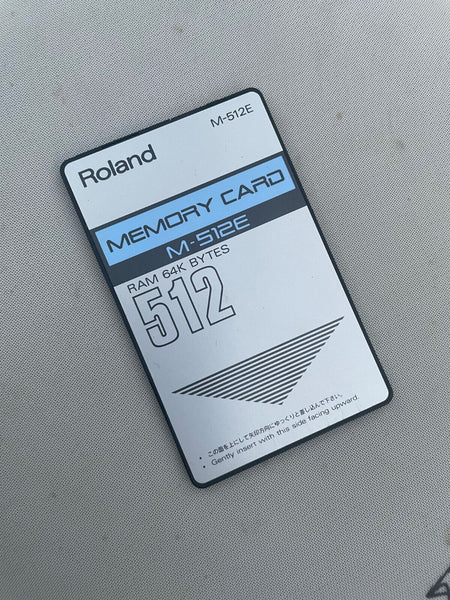 M-512E
Roland
MEMORY CARD
M-512E
RAM 64K BYTES
512
• この面を上にして矢印方向にゆっくりと差し込んで下さい。
• Gently insert with this side facing upward.